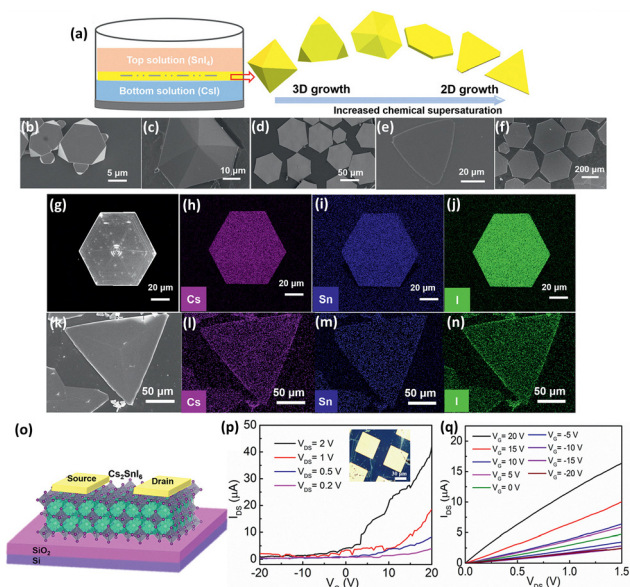 (a)
Top solution (SnI4)
Bottom solution (CsI)
3D growth
2D growth
Increased chemical supersaturation
(b)
5 μm
(c)
10 μm
(d)
50 μm
(e)
20 μm
(f)
200 μm
(g)
20 μm
(h)
Cs
20 μm
(i)
Sn
20 μm
(j)
I
20 μm
(k)
50 μm
(l)
Cs
50 μm
(m)
Sn
50 μm
(n)
I
50 μm
(o)
Source
Cs2SnI6
Drain
SiO2
Si
(p)
50
40
30
20
10
0
IDS (μA)
VDS= 2 V
VDS= 1 V
VDS= 0.5 V
VDS= 0.2 V
-20
-10
0
10
20
(q)
25
20
15
10
5
0
IDS (μA)
VG= 20 V
VG= 15 V
VG= 10 V
VG= 5 V
VG= 0 V
VG= -5 V
VG= -10 V
VG= -15 V
VG= -20 V
0.0
0.5
1.0
1.5
VDS (V)